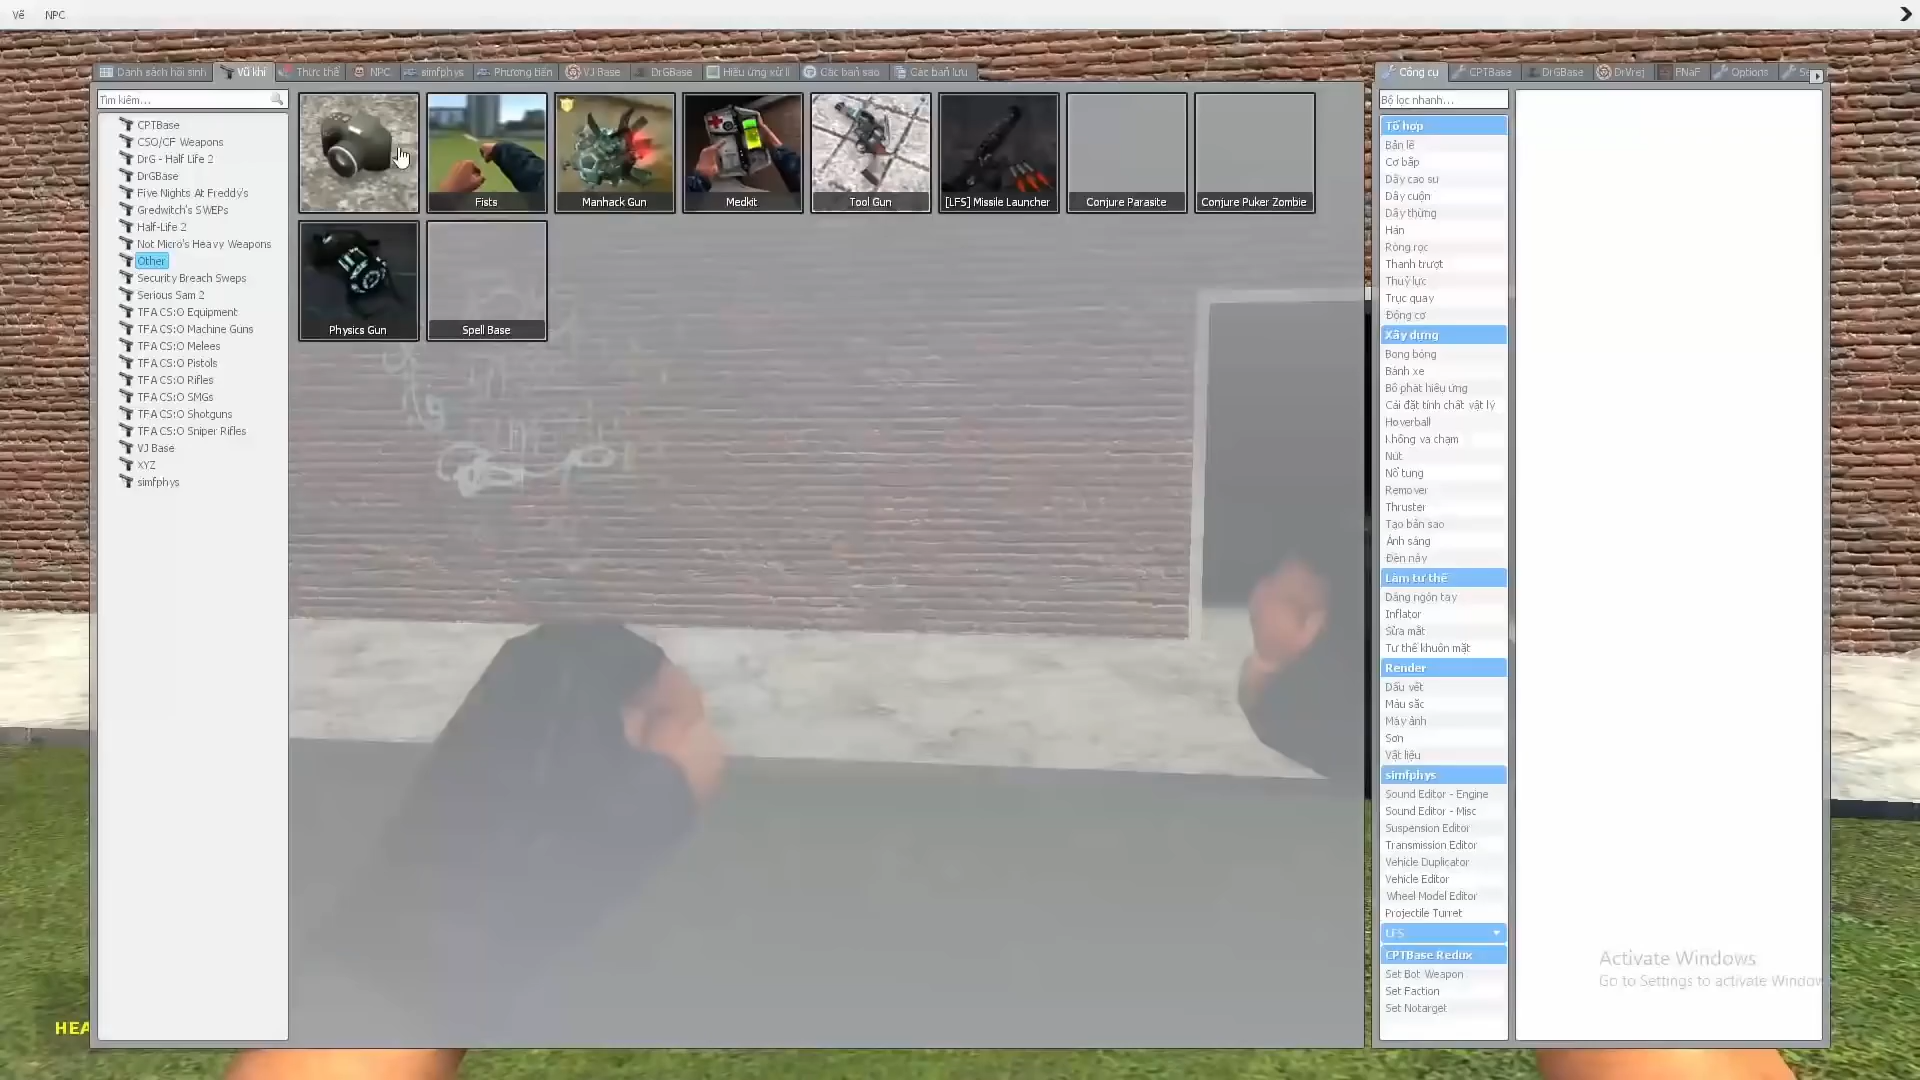 Vẽ NPC
Danh sách hồi sinh Vũ khí Thực thể NPC simfphys Phương tiện VJ Base DrGBase Hiệu ứng xử lí Các bản sao Các bản lưu
Công cụ CPTBase DrGBase DrVrej FNaF Options
Tìm kiếm...
CPTBase
CSO/CF Weapons
DrG - Half Life 2
DrGBase
Five Nights At Freddy's
Gredwitch's SWEPs
Half-Life 2
Not Micro's Heavy Weapons
Other
Security Breach Sweps
Serious Sam 2
TFA CS:O Equipment
TFA CS:O Machine Guns
TFA CS:O Melees
TFA CS:O Pistols
TFA CS:O Rifles
TFA CS:O SMGs
TFA CS:O Shotguns
TFA CS:O Sniper Rifles
VJ Base
XYZ
simfphys
Fists
Manhack Gun
Medkit
Tool Gun
[LFS] Missile Launcher
Conjure Parasite
Conjure Puker Zombie
Physics Gun
Spell Base
Bộ lọc nhanh...
Tổ hợp
Bản lề
Cơ bắp
Dây cao su
Dây cuộn
Dây thừng
Hàn
Ròng rọc
Thanh trượt
Thuỷ lực
Trục quay
Động cơ
Xây dựng
Bong bóng
Bánh xe
Bộ phát hiệu ứng
Cài đặt tính chất vật lý
Hoverball
Không va chạm
Nút
Nổ tung
Remover
Thruster
Tạo bản sao
Ánh sáng
Đèn nảy
Làm tư thế
Dáng ngón tay
Inflator
Sửa mắt
Tư thế khuôn mặt
Render
Dấu vết
Màu sắc
Máy ảnh
Sơn
Vật liệu
simfphys
Sound Editor - Engine
Sound Editor - Misc
Suspension Editor
Transmission Editor
Vehicle Duplicator
Vehicle Editor
Wheel Model Editor
Projectile Turret
LFS
CPTBase Redux
Set Bot Weapon
Set Faction
Set Notarget
Activate Windows
Go to Settings to activate Windows
HEA